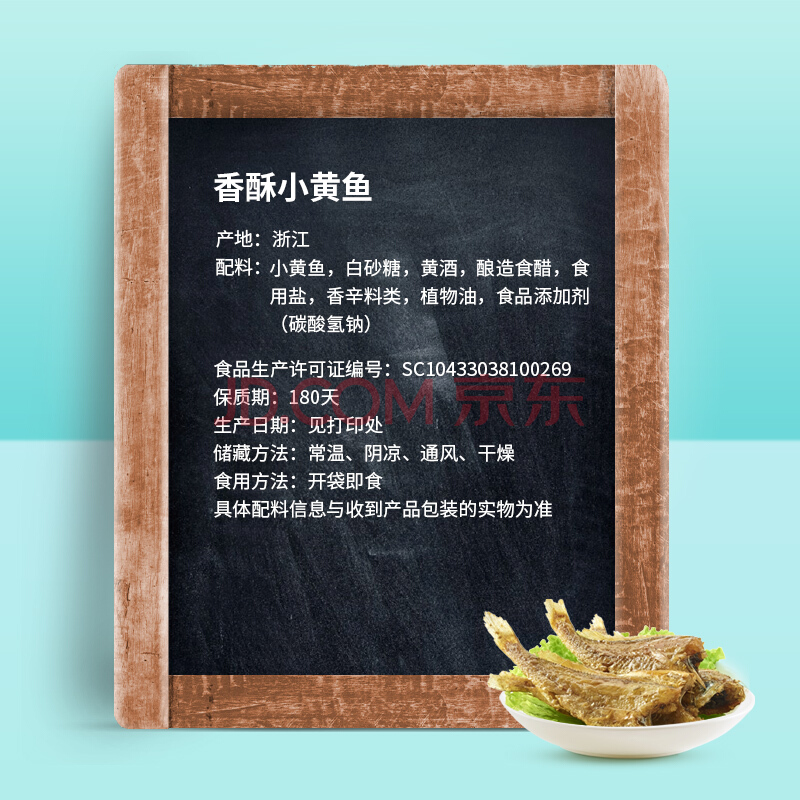 香酥小黄鱼
产地：浙江
配料：小黄鱼，白砂糖，黄酒，酿造食醋，食
用盐，香辛料类，植物油，食品添加剂
（碳酸氢钠）
食品生产许可证编号：SC10433038100269
保质期：180天
JD.COM 京东
生产日期：见打印处
储藏方法：常温、阴凉、通风、干燥
食用方法：开袋即食
具体配料信息与收到产品包装的实物为准